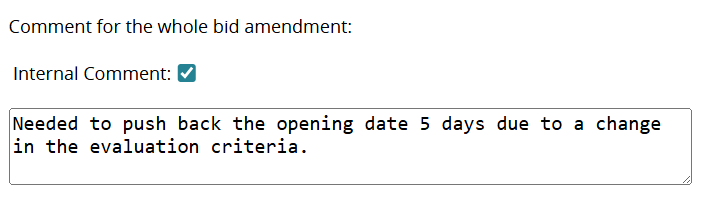 Comment for the whole bid amendment:
Internal Comment:
Needed to push back the opening date 5 days due to a change
in the evaluation criteria.